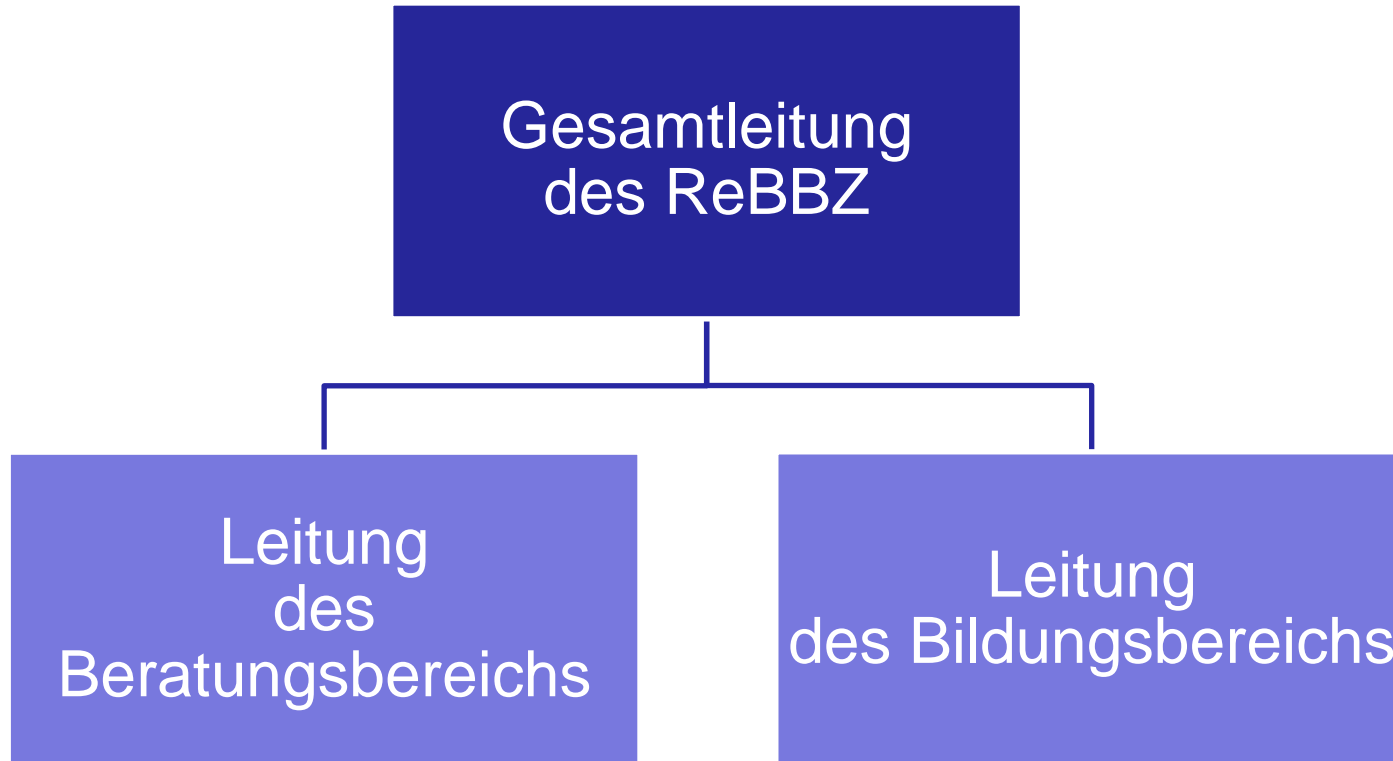 Gesamtleitung
des ReBBZ
Leitung
des
Beratungsbereichs
Leitung
des Bildungsbereichs